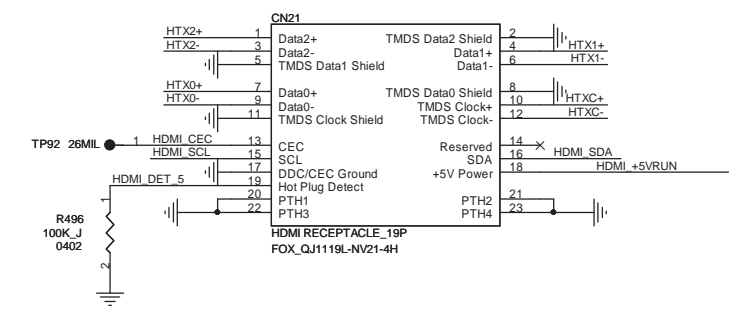 CN21
HTX2+ 1 Data2+ TMDS Data2 Shield 2
HTX2- 3 Data2- Data1+ 4 HTX1+
5 TMDS Data1 Shield Data1- 6 HTX1-
HTX0+ 7 Data0+ TMDS Data0 Shield 8
HTX0- 9 Data0- TMDS Clock+ 10 HTXC+
11 TMDS Clock Shield TMDS Clock- 12 HTXC-
TP92 26MIL 1 HDMI_CEC 13 CEC Reserved 14
HDMI_SCL 15 SCL SDA 16 HDMI_SDA
17 DDC/CEC Ground +5V Power 18 HDMI_+5VRUN
HDMI_DET_5 19 Hot Plug Detect
20 PTH1 PTH2 21
22 PTH3 PTH4 23
HDMI RECEPTACLE_19P
FOX_QJ1119L-NV21-4H
1
R496
100K_J
0402
2